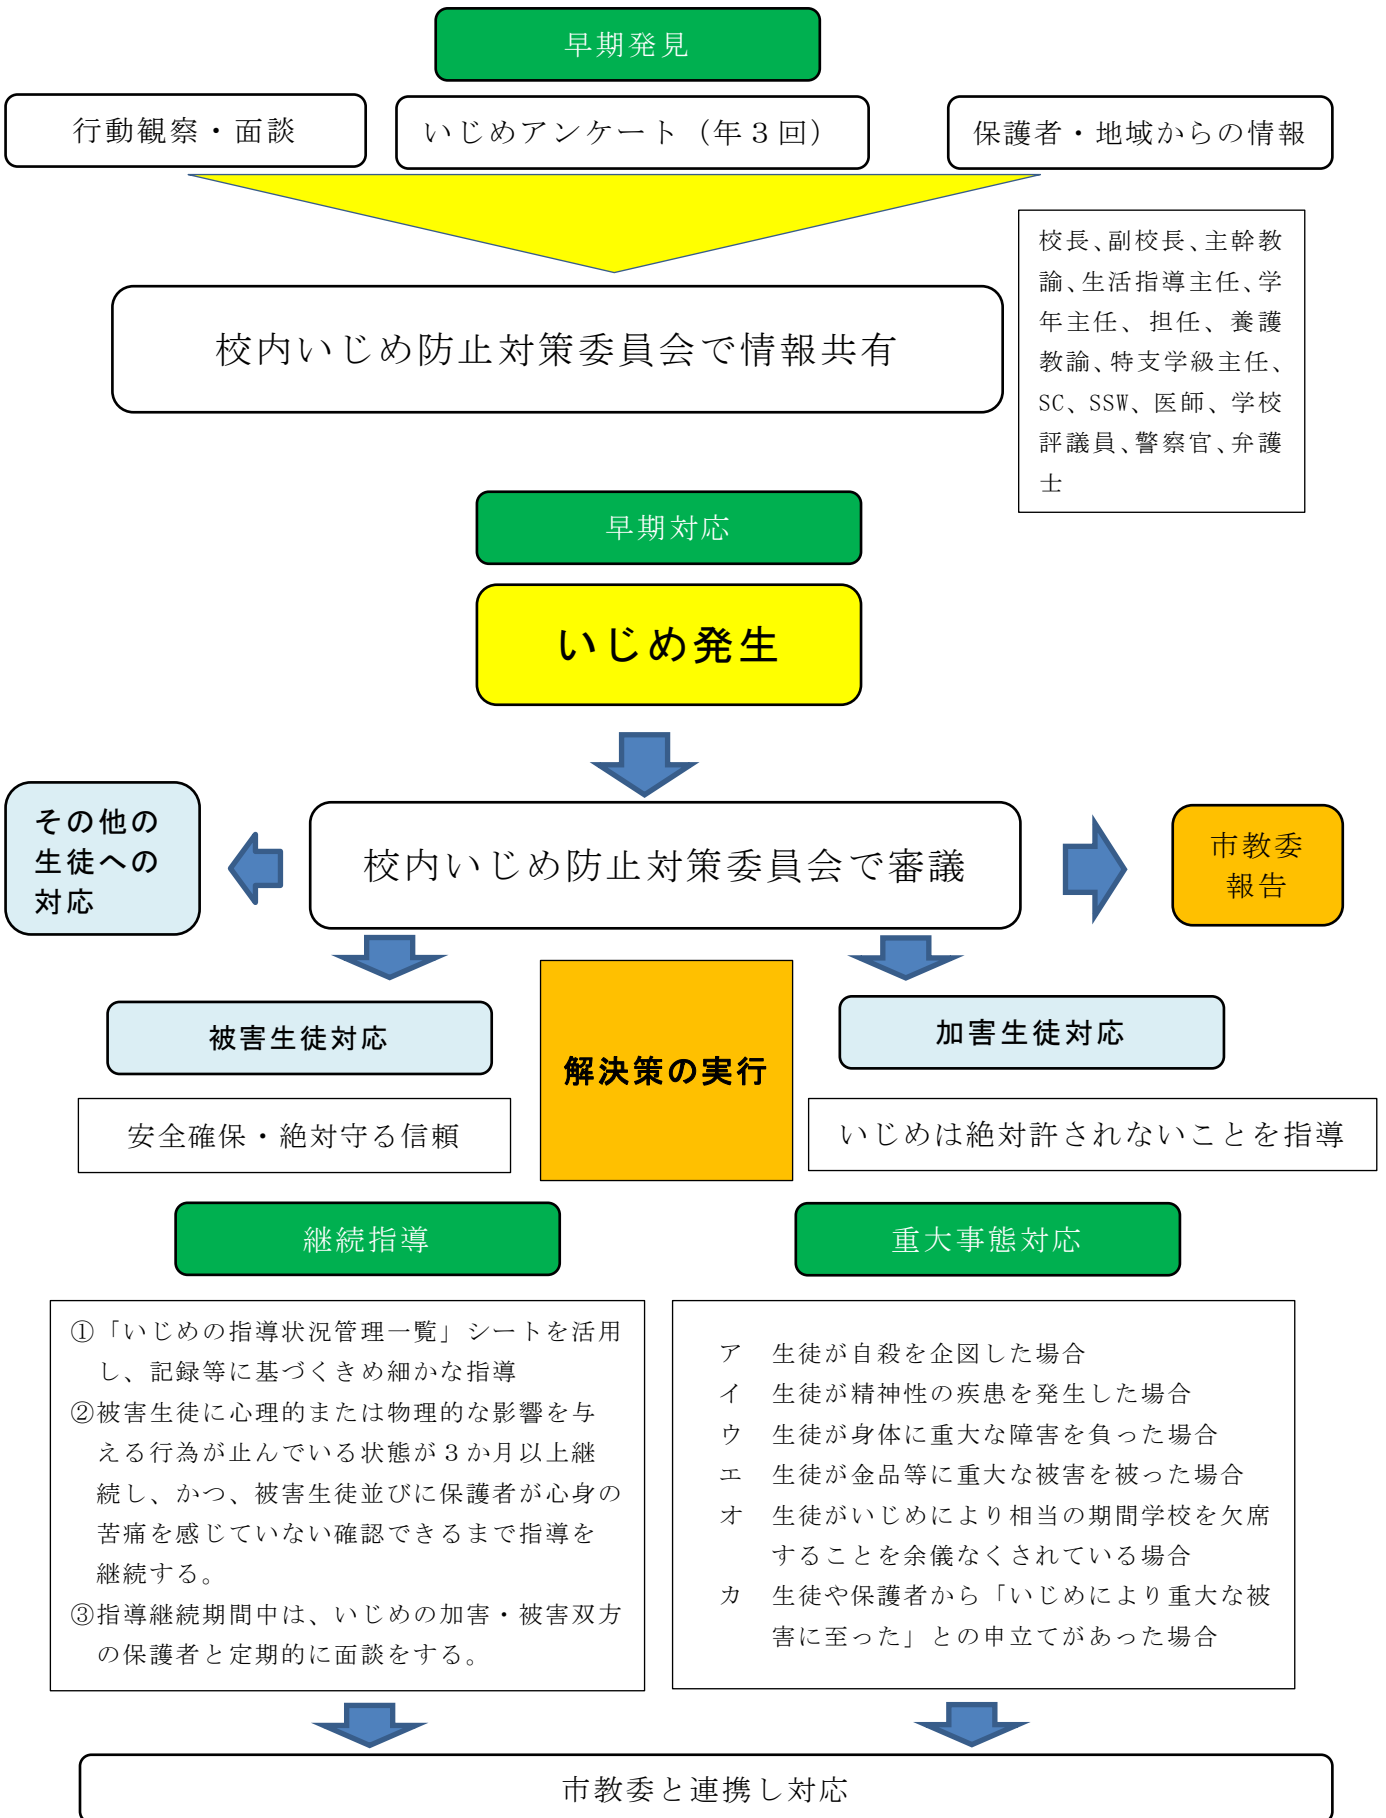 早期発見
行動観察・面談
いじめアンケート（年３回）
保護者・地域からの情報
校長、副校長、主幹教
諭、生活指導主任、学
年主任、担任、養護
教諭、特支学級主任、
SC、SSW、医師、学校
評議員、警察官、弁護
士
校内いじめ防止対策委員会で情報共有
早期対応
いじめ発生
その他の
生徒への
対応
校内いじめ防止対策委員会で審議
市教委
報告
被害生徒対応
解決策の実行
加害生徒対応
安全確保・絶対守る信頼
いじめは絶対許されないことを指導
継続指導
重大事態対応
①「いじめの指導状況管理一覧」シートを活用
し、記録等に基づくきめ細かな指導
②被害生徒に心理的または物理的な影響を与
える行為が止んでいる状態が３か月以上継
続し、かつ、被害生徒並びに保護者が心身の
苦痛を感じていない確認できるまで指導を
継続する。
③指導継続期間中は、いじめの加害・被害双方
の保護者と定期的に面談をする。
ア　生徒が自殺を企図した場合
イ　生徒が精神性の疾患を発生した場合
ウ　生徒が身体に重大な障害を負った場合
エ　生徒が金品等に重大な被害を被った場合
オ　生徒がいじめにより相当の期間学校を欠席
することを余儀なくされている場合
カ　生徒や保護者から「いじめにより重大な被
害に至った」との申立てがあった場合
市教委と連携し対応